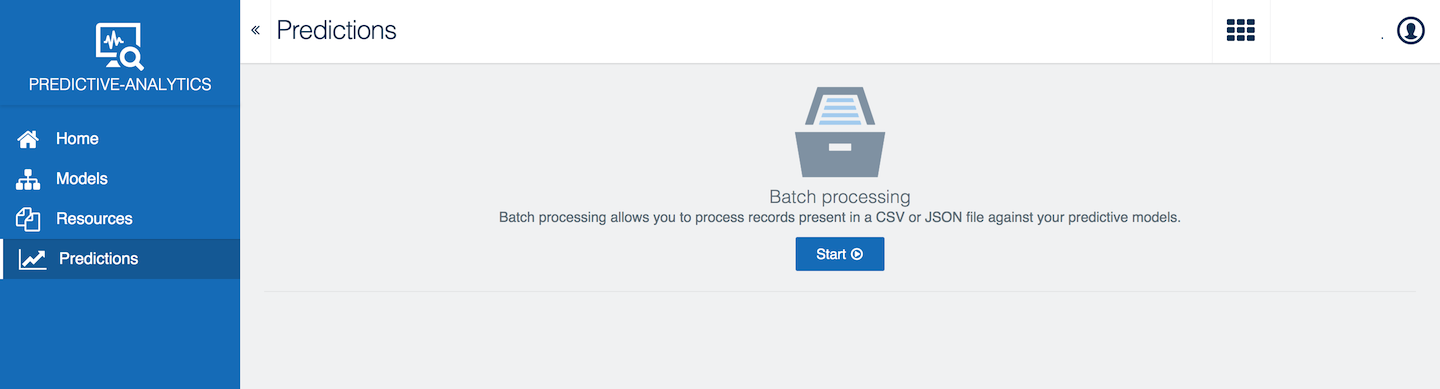 PREDICTIVE-ANALYTICS
Home
Models
Resources
Predictions
« Predictions
.
Batch processing
Batch processing allows you to process records present in a CSV or JSON file against your predictive models.
Start